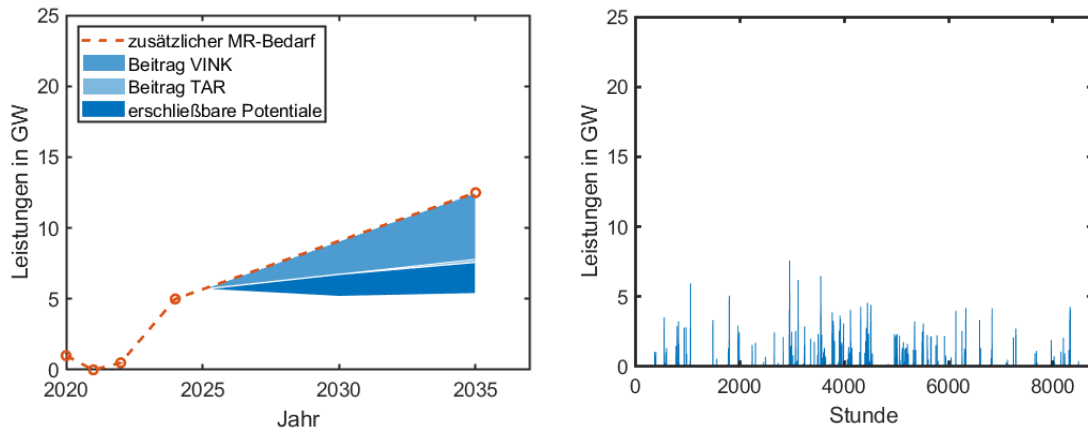 25
20
15
10
5
0
Leistungen in GW
zusätzlicher MR-Bedarf
Beitrag VINK
Beitrag TAR
erschließbare Potentiale
2020
2025
2030
2035
Jahr
25
20
15
10
5
0
Leistungen in GW
0
2000
4000
6000
8000
Stunde